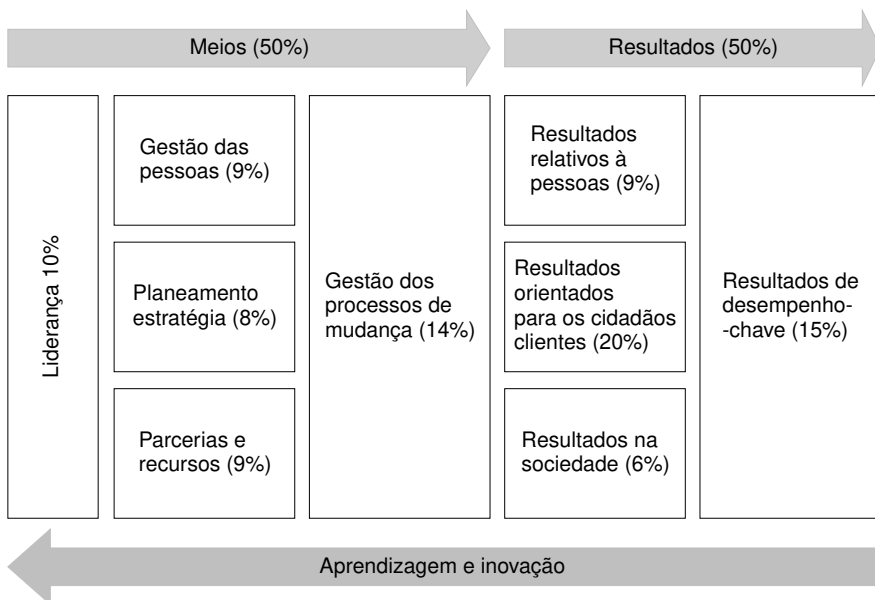 Meios (50%)
Resultados (50%)
Liderança 10%
Gestão das
pessoas (9%)
Planeamento
estratégia (8%)
Parcerias e
recursos (9%)
Gestão dos
processos de
mudança (14%)
Resultados
relativos à
pessoas (9%)
Resultados
orientados
para os cidadãos
clientes (20%)
Resultados na
sociedade (6%)
Resultados de
desempenho-
-chave (15%)
Aprendizagem e inovação